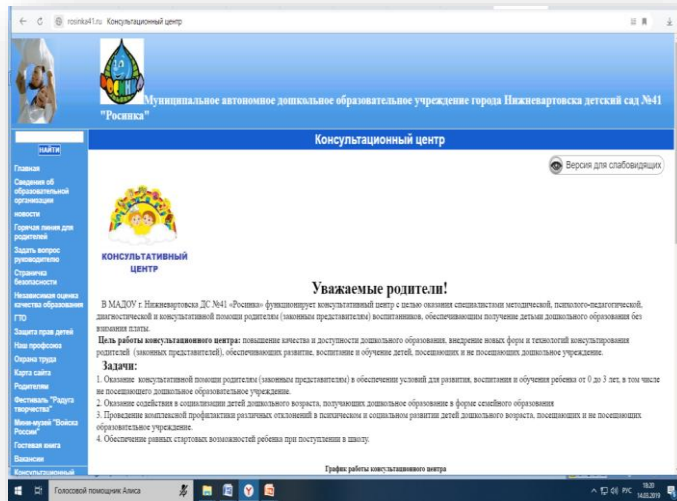 rosinka41.ru Консультационный центр
РОСИНКА
Муниципальное автономное дошкольное образовательное учреждение города Нижневартовска детский сад №41
"Росинка"
НАЙТИ
Консультационный центр
Версия для слабовидящих
Главная
Сведения об
образовательной
организации
новости
Горячая линия для
родителей
Задать вопрос
руководителю
Страничка
безопасности
Независимая оценка
качества образования
ГТО
Защита прав детей
Наш профсоюз
Охрана труда
Карта сайта
Родителям
Фестиваль "Радуга
творчества"
Мини-музей "Войска
России"
Гостевая книга
Вакансии
Консультационный
КОНСУЛЬТАТИВНЫЙ
ЦЕНТР
Уважаемые родители!
В МАДОУ г. Нижневартовска ДС №41 «Росинка» функционирует консультативный центр с целью оказания специалистами методической, психолого-педагогической,
диагностической и консультативной помощи родителям (законным представителям) воспитанников, обеспечивающим получение детьми дошкольного образования без
взимания платы.
Цель работы консультационного центра: повышение качества и доступности дошкольного образования, внедрение новых форм и технологий консультирования
родителей (законных представителей), обеспечивающих развитие, воспитание и обучение детей, посещающих и не посещающих дошкольное учреждение.
Задачи:
1. Оказание консультативной помощи родителям (законным представителям) в обеспечении условий для развития, воспитания и обучения ребенка от 0 до 3 лет, в том числе
не посещающего дошкольное образовательное учреждение.
2. Оказание содействия в социализации детей дошкольного возраста, получающих дошкольное образование в форме семейного образования
3. Проведение комплексной профилактики различных отклонений в психическом и социальном развитии детей дошкольного возраста, посещающих и не посещающих
образовательное учреждение.
4. Обеспечение равных стартовых возможностей ребенка при поступлении в школу.
График работы консультационного центра
Голосовой помощник Алиса
РУС
18:20
14.03.2019